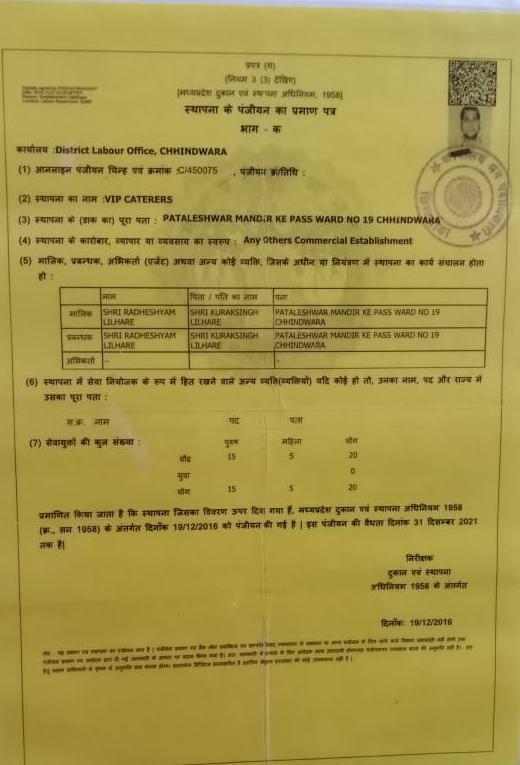 प्रपत्र (ग)
(नियम 3 (3) देखिए)
[मध्यप्रदेश दुकान एवं स्थापना अधिनियम, 1958]
स्थापना के पंजीयन का प्रमाण पत्र
भाग - क
कार्यालय :District Labour Office, CHHINDWARA
(1) आनलाइन पंजीयन चिन्ह एवं क्रमांक :C/450075 , पंजीयन क्र/तिथि :
(2) स्थापना का नाम :VIP CATERERS
(3) स्थापना के (डाक का) पूरा पता : PATALESHWAR MANDIR KE PASS WARD NO 19 CHHINDWARA
(4) स्थापना के कारोबार, व्यापार या व्यवसाय का स्वरूप : Any Others Commercial Establishment
(5) मालिक, प्रबन्धक, अभिकर्ता (एजेंट) अथवा अन्य कोई व्यक्ति, जिसके अधीन या नियंत्रण में स्थापना का कार्य संचालन होता
हो :
नाम पिता / पति का नाम पता
मालिक SHRI RADHESHYAM LILHARE SHRI KURAKSINGH LILHARE PATALESHWAR MANDIR KE PASS WARD NO 19 CHHINDWARA
प्रबन्धक SHRI RADHESHYAM LILHARE SHRI KURAKSINGH LILHARE PATALESHWAR MANDIR KE PASS WARD NO 19 CHHINDWARA
अभिकर्ता -- -
(6) स्थापना में सेवा नियोजक के रूप में हित रखने वाले अन्य व्यक्ति(व्यक्तियों) यदि कोई हो तो, उनका नाम, पद और राज्य में
उसका पूरा पता :
स.क्र. नाम पद पता
(7) सेवायुक्तों की कुल संख्या : पुरुष महिला योग
प्रौढ़ 15 5 20
युवा 0
योग 15 5 20
प्रमाणित किया जाता है कि स्थापना जिसका विवरण ऊपर दिया गया हैं, मध्यप्रदेश दुकान एवं स्थापना अधिनियम 1958
(क्र., सन 1958) के अंतर्गत दिनाँक 19/12/2016 को पंजीयन की गई है | इस पंजीयन की वैधता दिनांक 31 दिसम्बर 2021
तक है|
निरीक्षक
दुकान एवं स्थापना
अधिनियम 1958 के अंतर्गत
दिनाँक: 19/12/2016